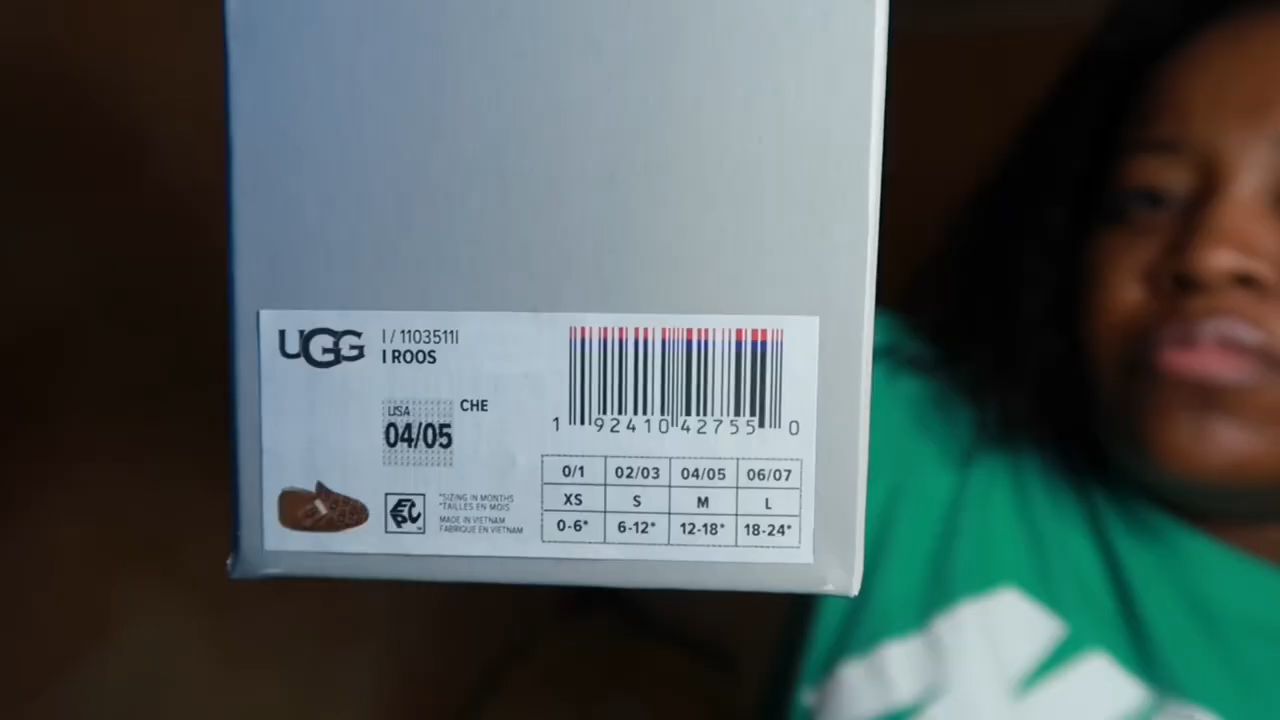 UGG
I / 1103511I
I ROOS
USA
04/05
CHE
1 92410 42755 0
0/1 02/03 04/05 06/07
XS S M L
0-6* 6-12* 12-18* 18-24*
EPC
*SIZING IN MONTHS
*TAILLES EN MOIS
MADE IN VIETNAM
FABRIQUE EN VIETNAM